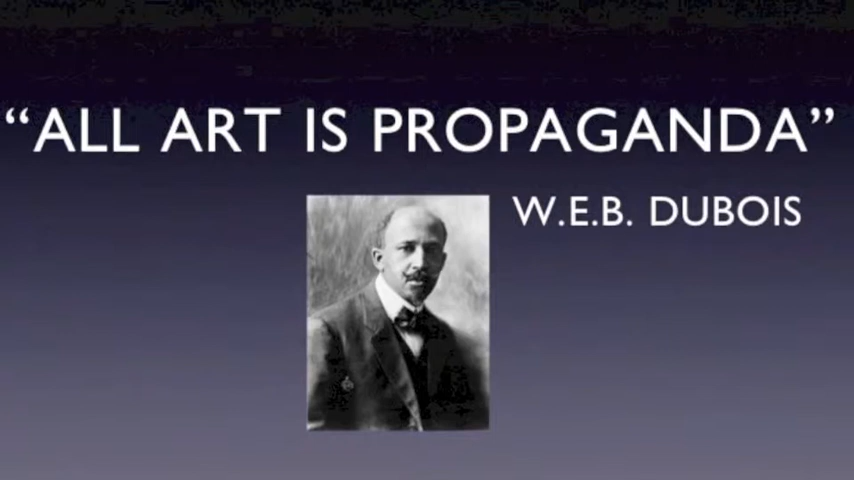 “ALL ART IS PROPAGANDA”
W.E.B. DUBOIS